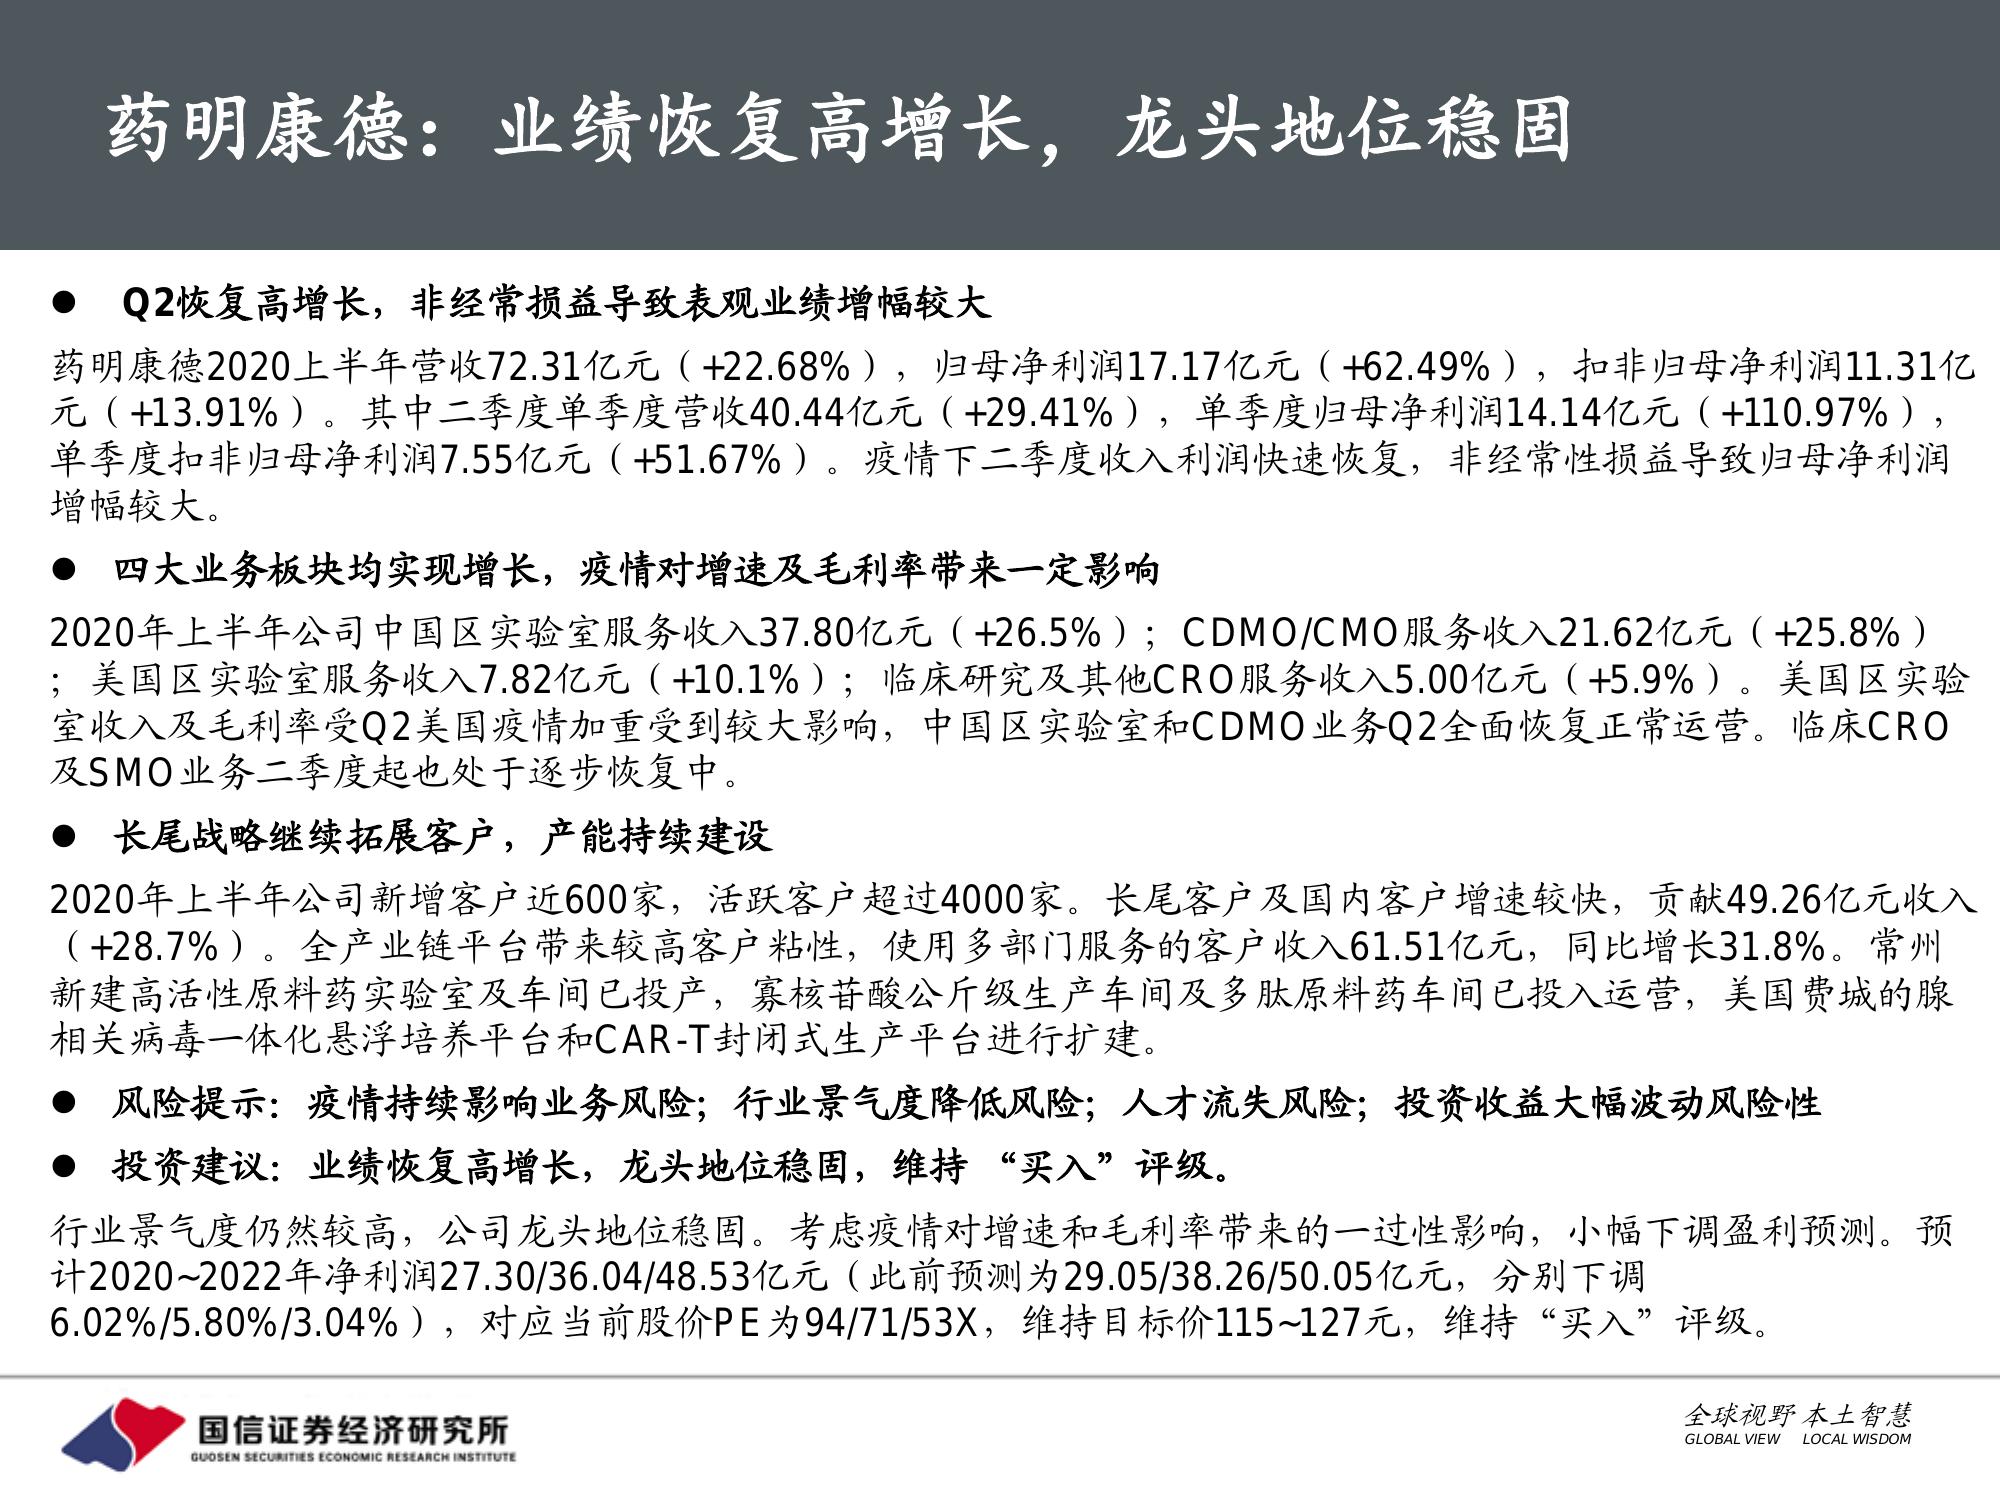 药明康德：业绩恢复高增长，龙头地位稳固
● Q2恢复高增长，非经常损益导致表观业绩增幅较大
药明康德2020上半年营收72.31亿元（+22.68%），归母净利润17.17亿元（+62.49%），扣非归母净利润11.31亿
元（+13.91%）。其中二季度单季度营收40.44亿元（+29.41%），单季度归母净利润14.14亿元（+110.97%），
单季度扣非归母净利润7.55亿元（+51.67%）。疫情下二季度收入利润快速恢复，非经常性损益导致归母净利润
增幅较大。
● 四大业务板块均实现增长，疫情对增速及毛利率带来一定影响
2020年上半年公司中国区实验室服务收入37.80亿元（+26.5%）；CDMO/CMO服务收入21.62亿元（+25.8%）
；美国区实验室服务收入7.82亿元（+10.1%）；临床研究及其他CRO服务收入5.00亿元（+5.9%）。美国区实验
室收入及毛利率受Q2美国疫情加重受到较大影响，中国区实验室和CDMO业务Q2全面恢复正常运营。临床CRO
及SMO业务二季度起也处于逐步恢复中。
● 长尾战略继续拓展客户，产能持续建设
2020年上半年公司新增客户近600家，活跃客户超过4000家。长尾客户及国内客户增速较快，贡献49.26亿元收入
（+28.7%）。全产业链平台带来较高客户粘性，使用多部门服务的客户收入61.51亿元，同比增长31.8%。常州
新建高活性原料药实验室及车间已投产，寡核苷酸公斤级生产车间及多肽原料药车间已投入运营，美国费城的腺
相关病毒一体化悬浮培养平台和CAR-T封闭式生产平台进行扩建。
● 风险提示：疫情持续影响业务风险；行业景气度降低风险；人才流失风险；投资收益大幅波动风险性
● 投资建议：业绩恢复高增长，龙头地位稳固，维持 “买入”评级。
行业景气度仍然较高，公司龙头地位稳固。考虑疫情对增速和毛利率带来的一过性影响，小幅下调盈利预测。预
计2020~2022年净利润27.30/36.04/48.53亿元（此前预测为29.05/38.26/50.05亿元，分别下调
6.02%/5.80%/3.04%），对应当前股价PE为94/71/53X，维持目标价115~127元，维持“买入”评级。
国信证券经济研究所
GUOSEN SECURITIES ECONOMIC RESEARCH INSTITUTE
全球视野 本土智慧
GLOBAL VIEW LOCAL WISDOM